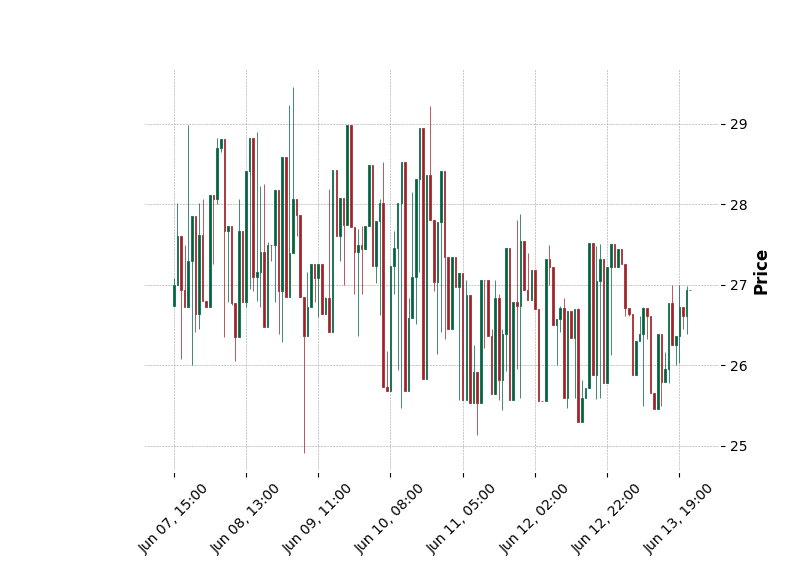 29
28
27
26
25
Price
Jun 07, 15:00
Jun 08, 13:00
Jun 09, 11:00
Jun 10, 08:00
Jun 11, 05:00
Jun 12, 02:00
Jun 12, 22:00
Jun 13, 19:00